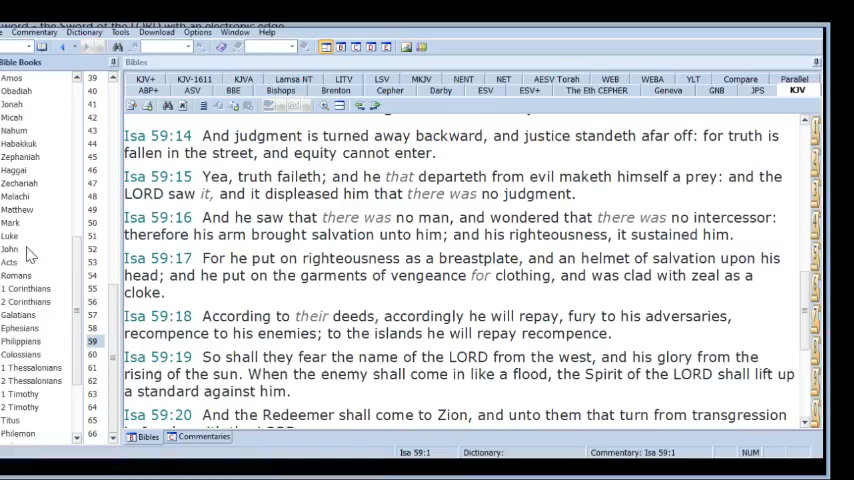 sword - the Sword of the LORD with an electronic edge
Commentary Dictionary Tools Download Options Window Help
Bible Books
Bibles
KJV+ KJV-1611 KJVA Lamsa NT LITV LSV MKJV NENT NET AESV Torah WEB WEBA YLT Compare Parallel
ABP+ ASV BBE Bishops Brenton Cepher Darby ESV ESV+ The Eth CEPHER Geneva GNB JPS KJV
Amos 39
Obadiah 40
Jonah 41
Micah 42
Nahum 43
Habakkuk 44
Zephaniah 45
Haggai 46
Zechariah 47
Malachi 48
Matthew 49
Mark 50
Luke 51
John 52
Acts 53
Romans 54
1 Corinthians 55
2 Corinthians 56
Galatians 57
Ephesians 58
Philippians 59
Colossians 60
1 Thessalonians 61
2 Thessalonians 62
1 Timothy 63
2 Timothy 64
Titus 65
Philemon 66
Isa 59:14 And judgment is turned away backward, and justice standeth afar off: for truth is
fallen in the street, and equity cannot enter.
Isa 59:15 Yea, truth faileth; and he that departeth from evil maketh himself a prey: and the
LORD saw it, and it displeased him that there was no judgment.
Isa 59:16 And he saw that there was no man, and wondered that there was no intercessor:
therefore his arm brought salvation unto him; and his righteousness, it sustained him.
Isa 59:17 For he put on righteousness as a breastplate, and an helmet of salvation upon his
head; and he put on the garments of vengeance for clothing, and was clad with zeal as a
cloke.
Isa 59:18 According to their deeds, accordingly he will repay, fury to his adversaries,
recompence to his enemies; to the islands he will repay recompence.
Isa 59:19 So shall they fear the name of the LORD from the west, and his glory from the
rising of the sun. When the enemy shall come in like a flood, the Spirit of the LORD shall lift up
a standard against him.
Isa 59:20 And the Redeemer shall come to Zion, and unto them that turn from transgression
Bibles Commentaries
Isa 59:1 Dictionary: Commentary: Isa 59:1 NUM